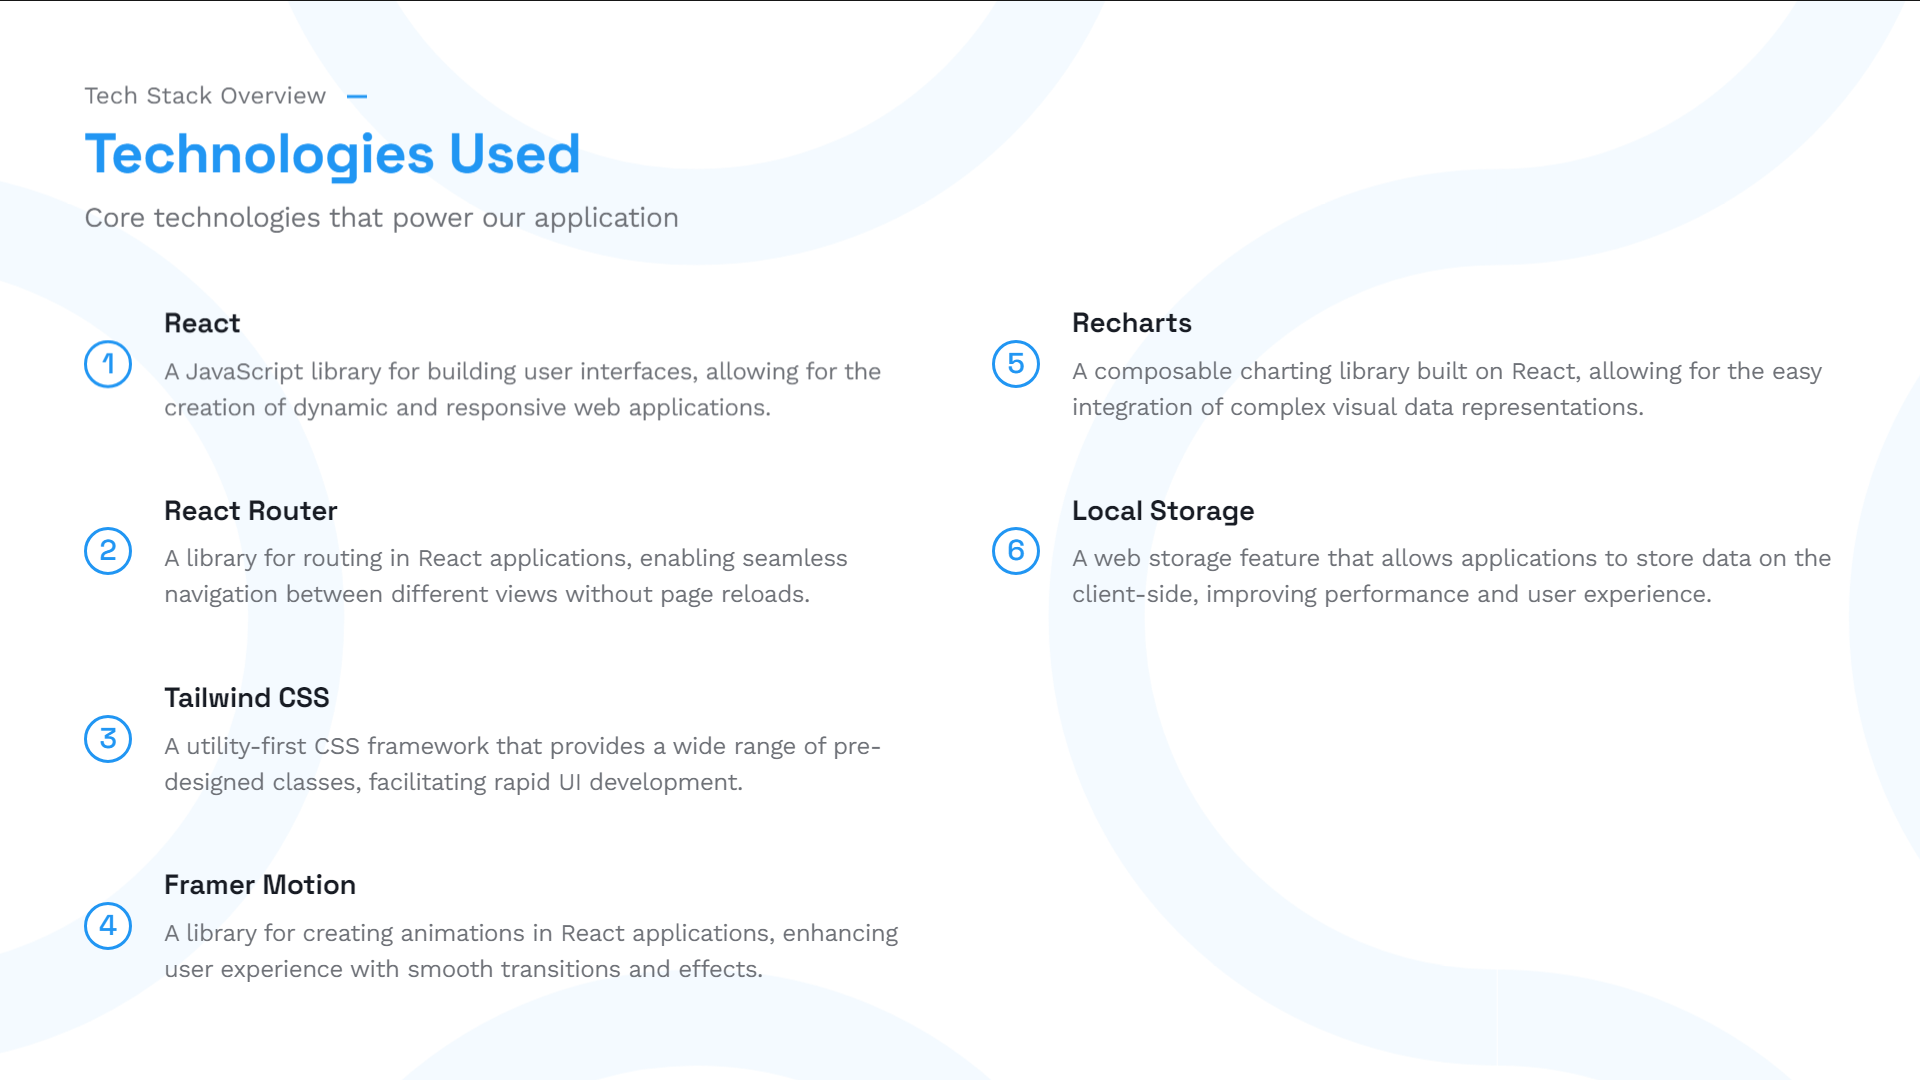 Tech Stack Overview
Technologies Used
Core technologies that power our application
React
1
A JavaScript library for building user interfaces, allowing for the
creation of dynamic and responsive web applications.
React Router
2
A library for routing in React applications, enabling seamless
navigation between different views without page reloads.
Tailwind CSS
3
A utility-first CSS framework that provides a wide range of pre-
designed classes, facilitating rapid UI development.
Framer Motion
4
A library for creating animations in React applications, enhancing
user experience with smooth transitions and effects.
Recharts
5
A composable charting library built on React, allowing for the easy
integration of complex visual data representations.
Local Storage
6
A web storage feature that allows applications to store data on the
client-side, improving performance and user experience.